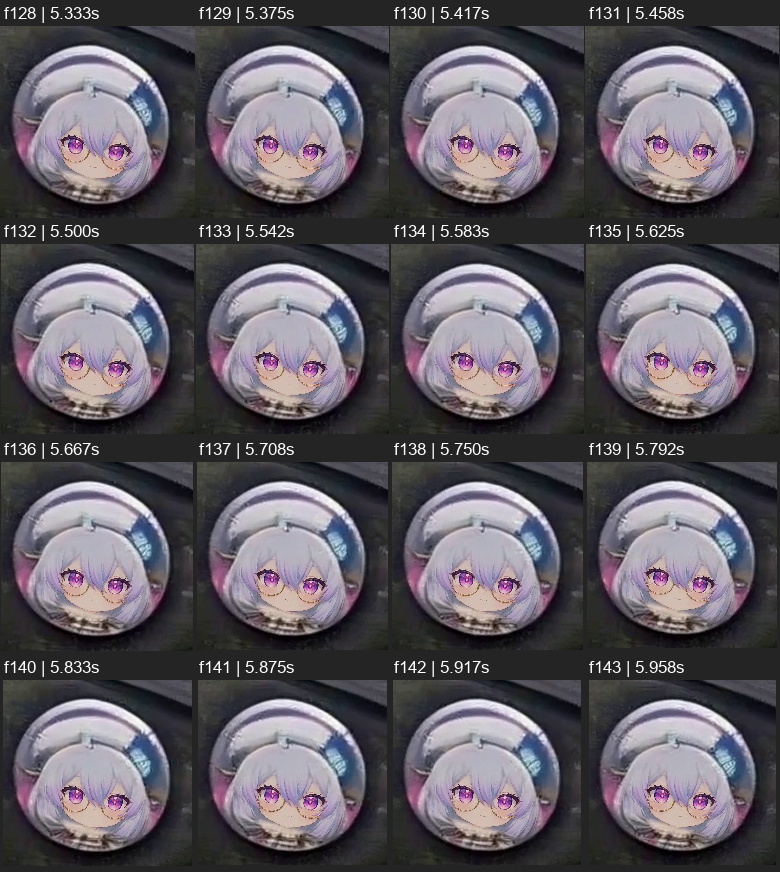 f128 | 5.333s
f129 | 5.375s
f130 | 5.417s
f131 | 5.458s
f132 | 5.500s
f133 | 5.542s
f134 | 5.583s
f135 | 5.625s
f136 | 5.667s
f137 | 5.708s
f138 | 5.750s
f139 | 5.792s
f140 | 5.833s
f141 | 5.875s
f142 | 5.917s
f143 | 5.958s